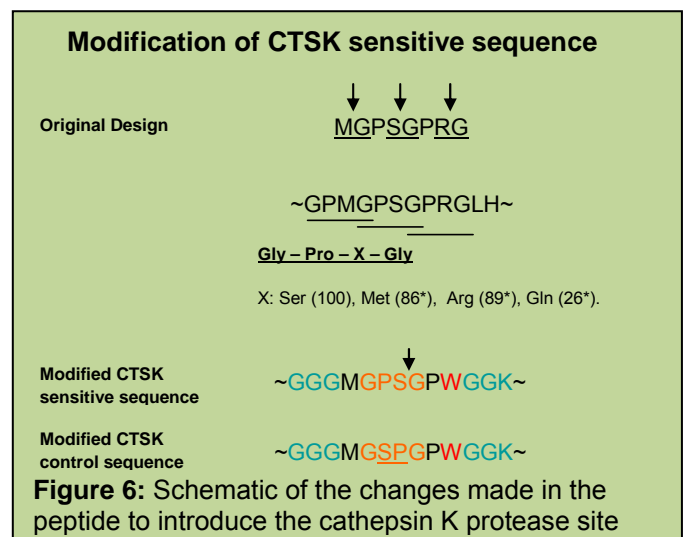 Modification of CTSK sensitive sequence
Original Design
MGPSGPRG
~GPMGPSGPRGLH~
Gly – Pro – X – Gly
X: Ser (100), Met (86*), Arg (89*), Gln (26*).
Modified CTSK
sensitive sequence
~GGGMGPSGPWGGK~
Modified CTSK
control sequence
~GGGMGSPGPWGGK~
Figure 6: Schematic of the changes made in the
peptide to introduce the cathepsin K protease site